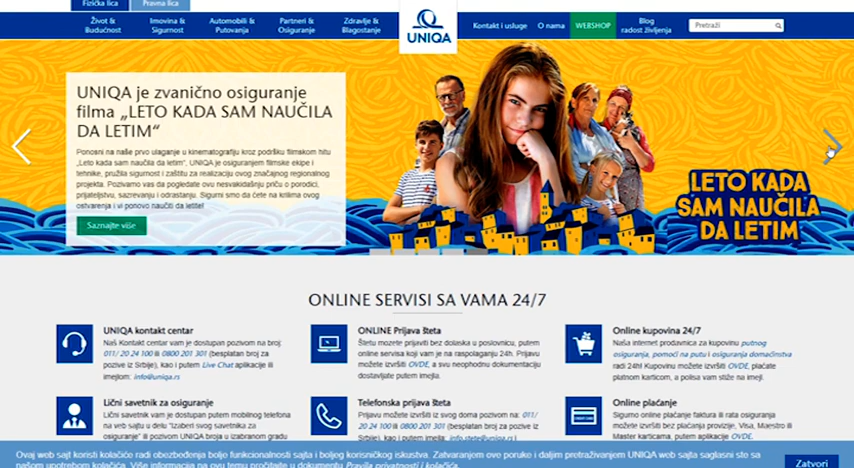 Fizička lica
Pravna lica
Život & Budućnost
Imovina & Sigurnost
Automobili & Putovanja
Partneri & Osiguranje
Zdravlje & Blagostanje
UNIQA
Kontakt i usluge
O nama
WEBSHOP
Blog radost življenja
Pretraži
UNIQA je zvanično osiguranje
filma „LETO KADA SAM NAUČILA
DA LETIM“
Ponosni na naše prvo ulaganje u kinematografiju kroz podršku filmskom hitu
„Leto kada sam naučila da letim“, UNIQA je osiguranjem filmske ekipe i
tehnike, pružila sigurnost i zaštitu za realizaciju ovog značajnog regionalnog
projekta. Pozivamo vas da pogledate ovu nesvakidašnju priču o porodici,
prijateljstvu, sazrevanju i odrastanju. Sigurni smo da ćete na krilima ovog
ostvarenja i vi ponovo naučiti da letite!
Saznajte više
LETO KADA
SAM NAUČILA
DA LETIM
ONLINE SERVISI SA VAMA 24/7
UNIQA kontakt centar
Naš Kontakt centar vam je dostupan pozivom na broj:
011/ 20 24 100 ili 0800 201 301 (besplatan broj za
pozive iz Srbije), kao i putem Live Chat aplikacije ili
imejlom: info@uniqa.rs
ONLINE Prijava šteta
Štetu mozete prijaviti bez dolaska u poslovnicu, putem
online servisa koji vam je na raspolaganju 24h. Prijavu
možete izvršiti OVDE, a svu neophodnu dokumentaciju
dostavljate putem imejla.
Online kupovina 24/7
Naša internet prodavnica za kupovinu putnog
osiguranja, pomoći na putu i osiguranja domaćinstva
radi 24h! Kupovinu možete izvršiti OVDE, plaćate
platnom karticom, a polisa vam stiže na imejl.
Lični savetnik za osiguranje
Lični savetnik vam je dostupan putem mobilnog telefona
na veb sajtu u delu "Izaberi svog savetnika za
osiguranje" ili pozivom UNIQA broja u izabranom gradu
Telefonska prijava šteta
Prijavu možete izvršiti iz svog doma pozivom na: 011/
20 24 100 ili 0800 201 301 (besplatan broj za pozive iz
Srbije), kao i putem imejla: info.stete@uniqa.rs i
Online plaćanje
Sigurno online plaćanje faktura ili rata osiguranja
možete izvršiti bez plaćanja provizije, Visa, Maestro ili
Master karticama, putem aplikacije OVDE.
Ovaj web sajt koristi kolačiće radi obezbeđenja bolje funkcionalnosti sajta i boljeg korisničkog iskustva. Zatvaranjem ove poruke i daljim pretraživanjem UNIQA web sajta saglasni ste sa
našom upotrebom kolačića. Više informacija na ovu temu pročitajte u dokumentu Pravila privatnosti i kolačića.
Zatvori